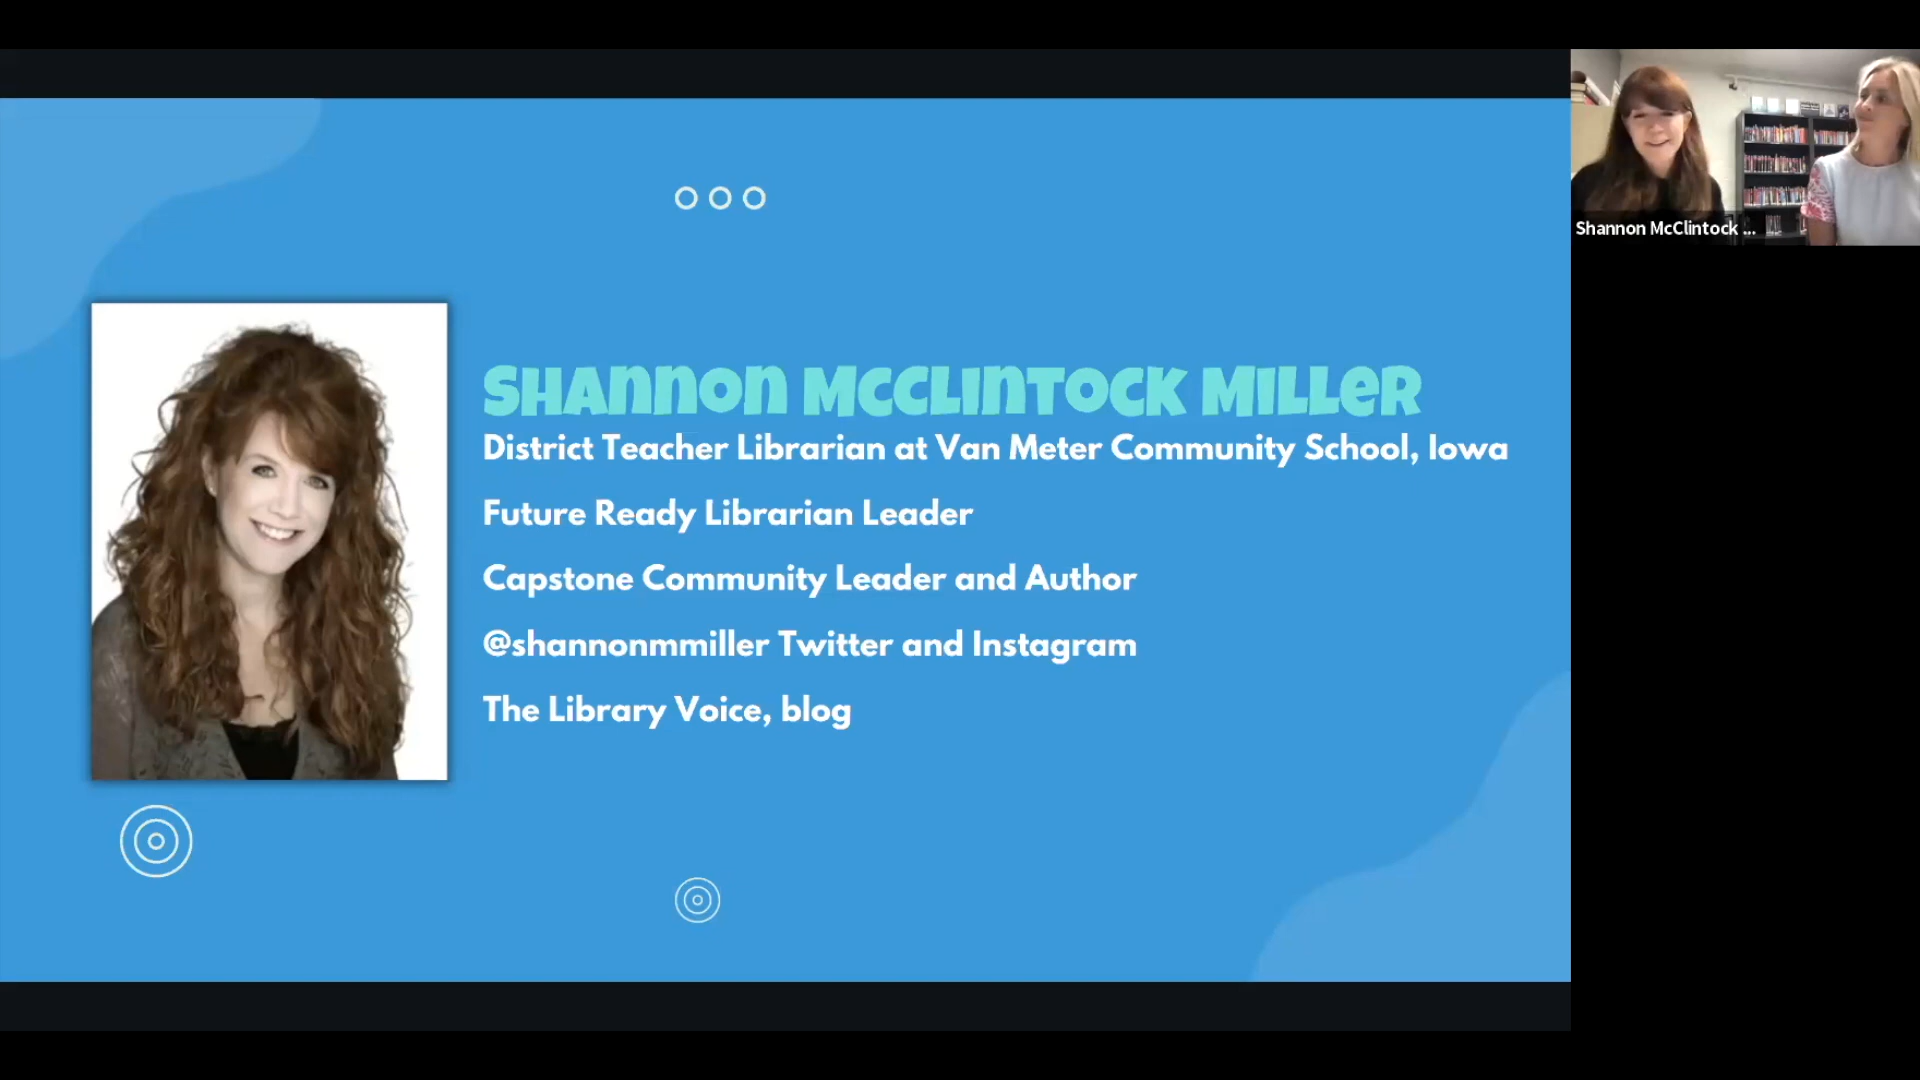 Shannon McClintock Miller
District Teacher Librarian at Van Meter Community School, Iowa
Future Ready Librarian Leader
Capstone Community Leader and Author
@shannonmmiller Twitter and Instagram
The Library Voice, blog
Shannon McClintock ...